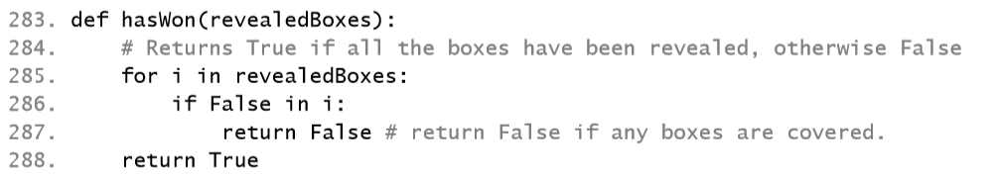 283. def hasWon(revealedBoxes):
284.     # Returns True if all the boxes have been revealed, otherwise False
285.     for i in revealedBoxes:
286.         if False in i:
287.             return False # return False if any boxes are covered.
288.     return True